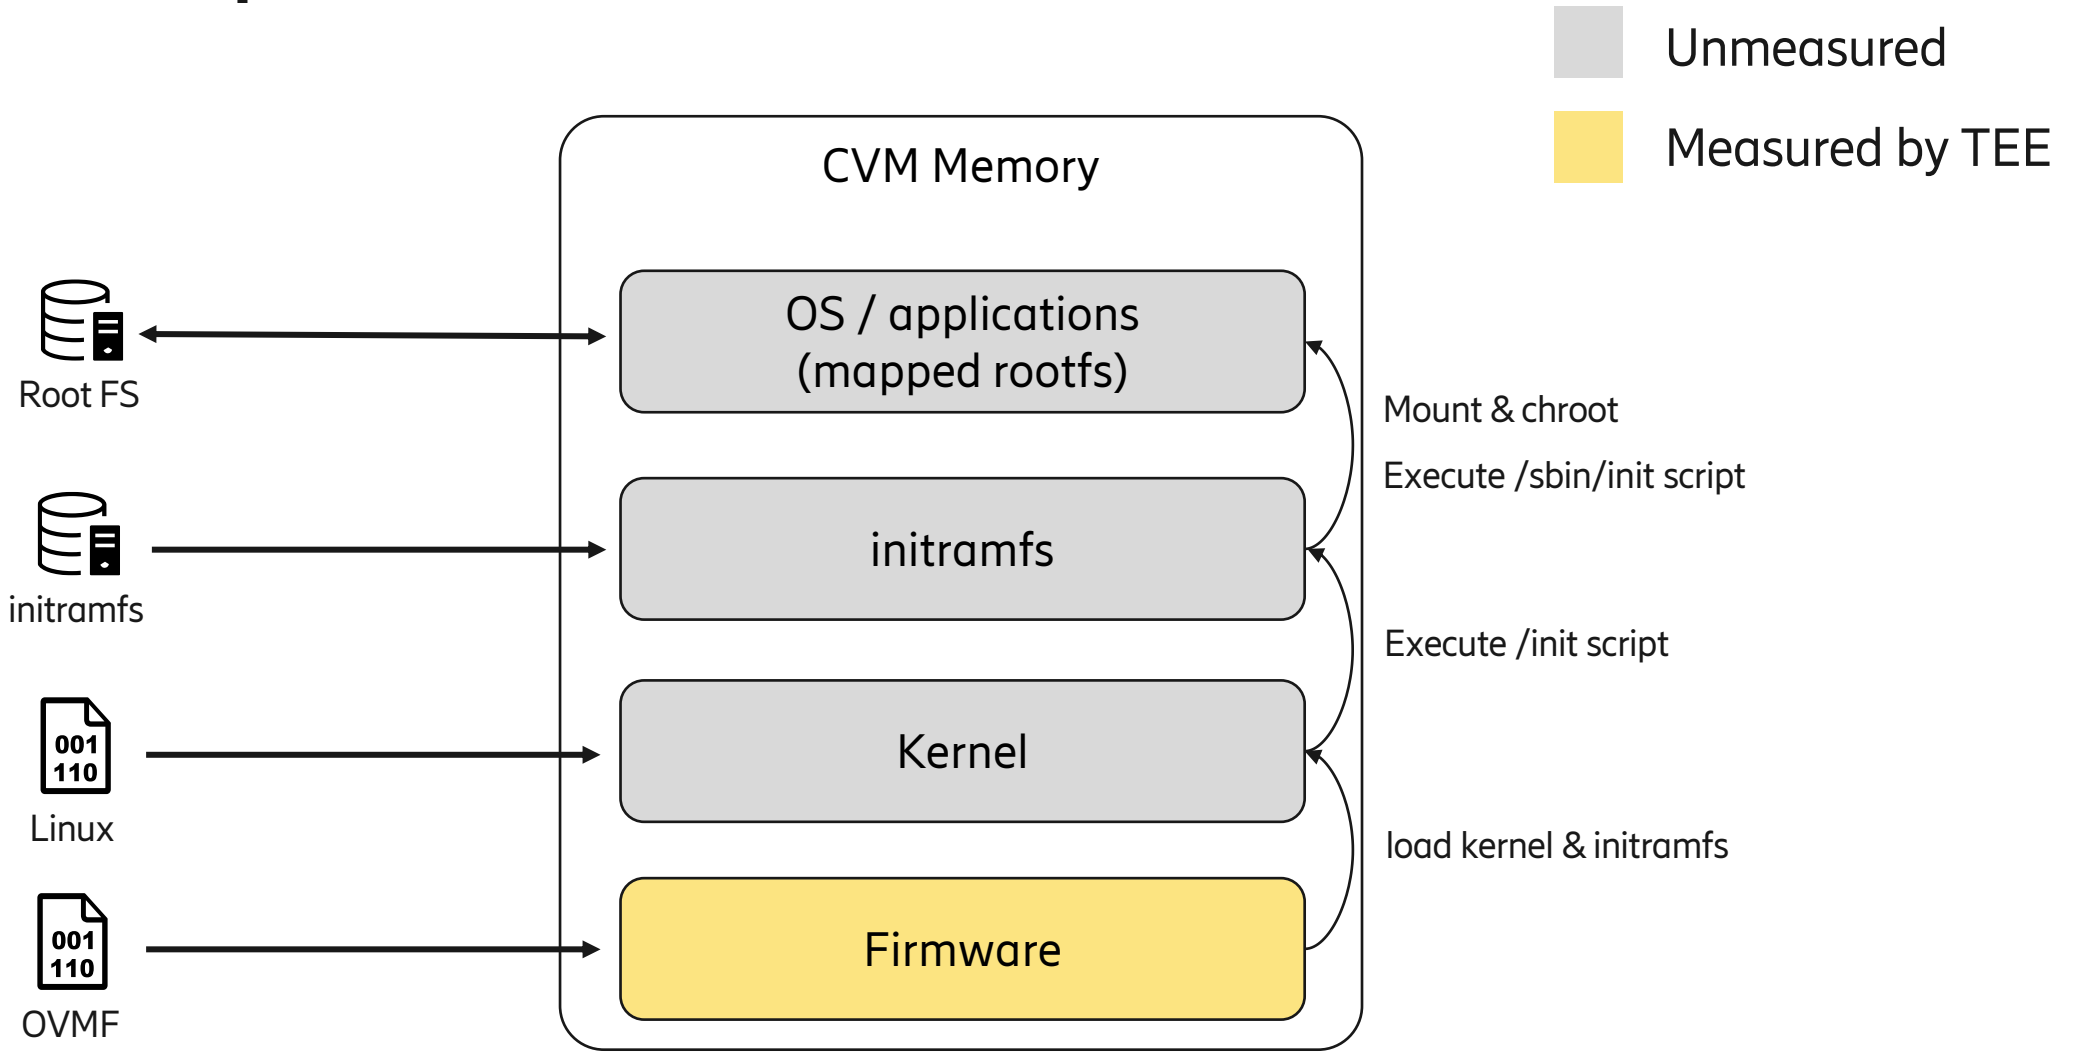 Unmeasured
Measured by TEE
CVM Memory
OS / applications
(mapped rootfs)
Root FS
Mount & chroot
Execute /sbin/init script
initramfs
initramfs
Execute /init script
001
110
Linux
Kernel
load kernel & initramfs
001
110
OVMF
Firmware